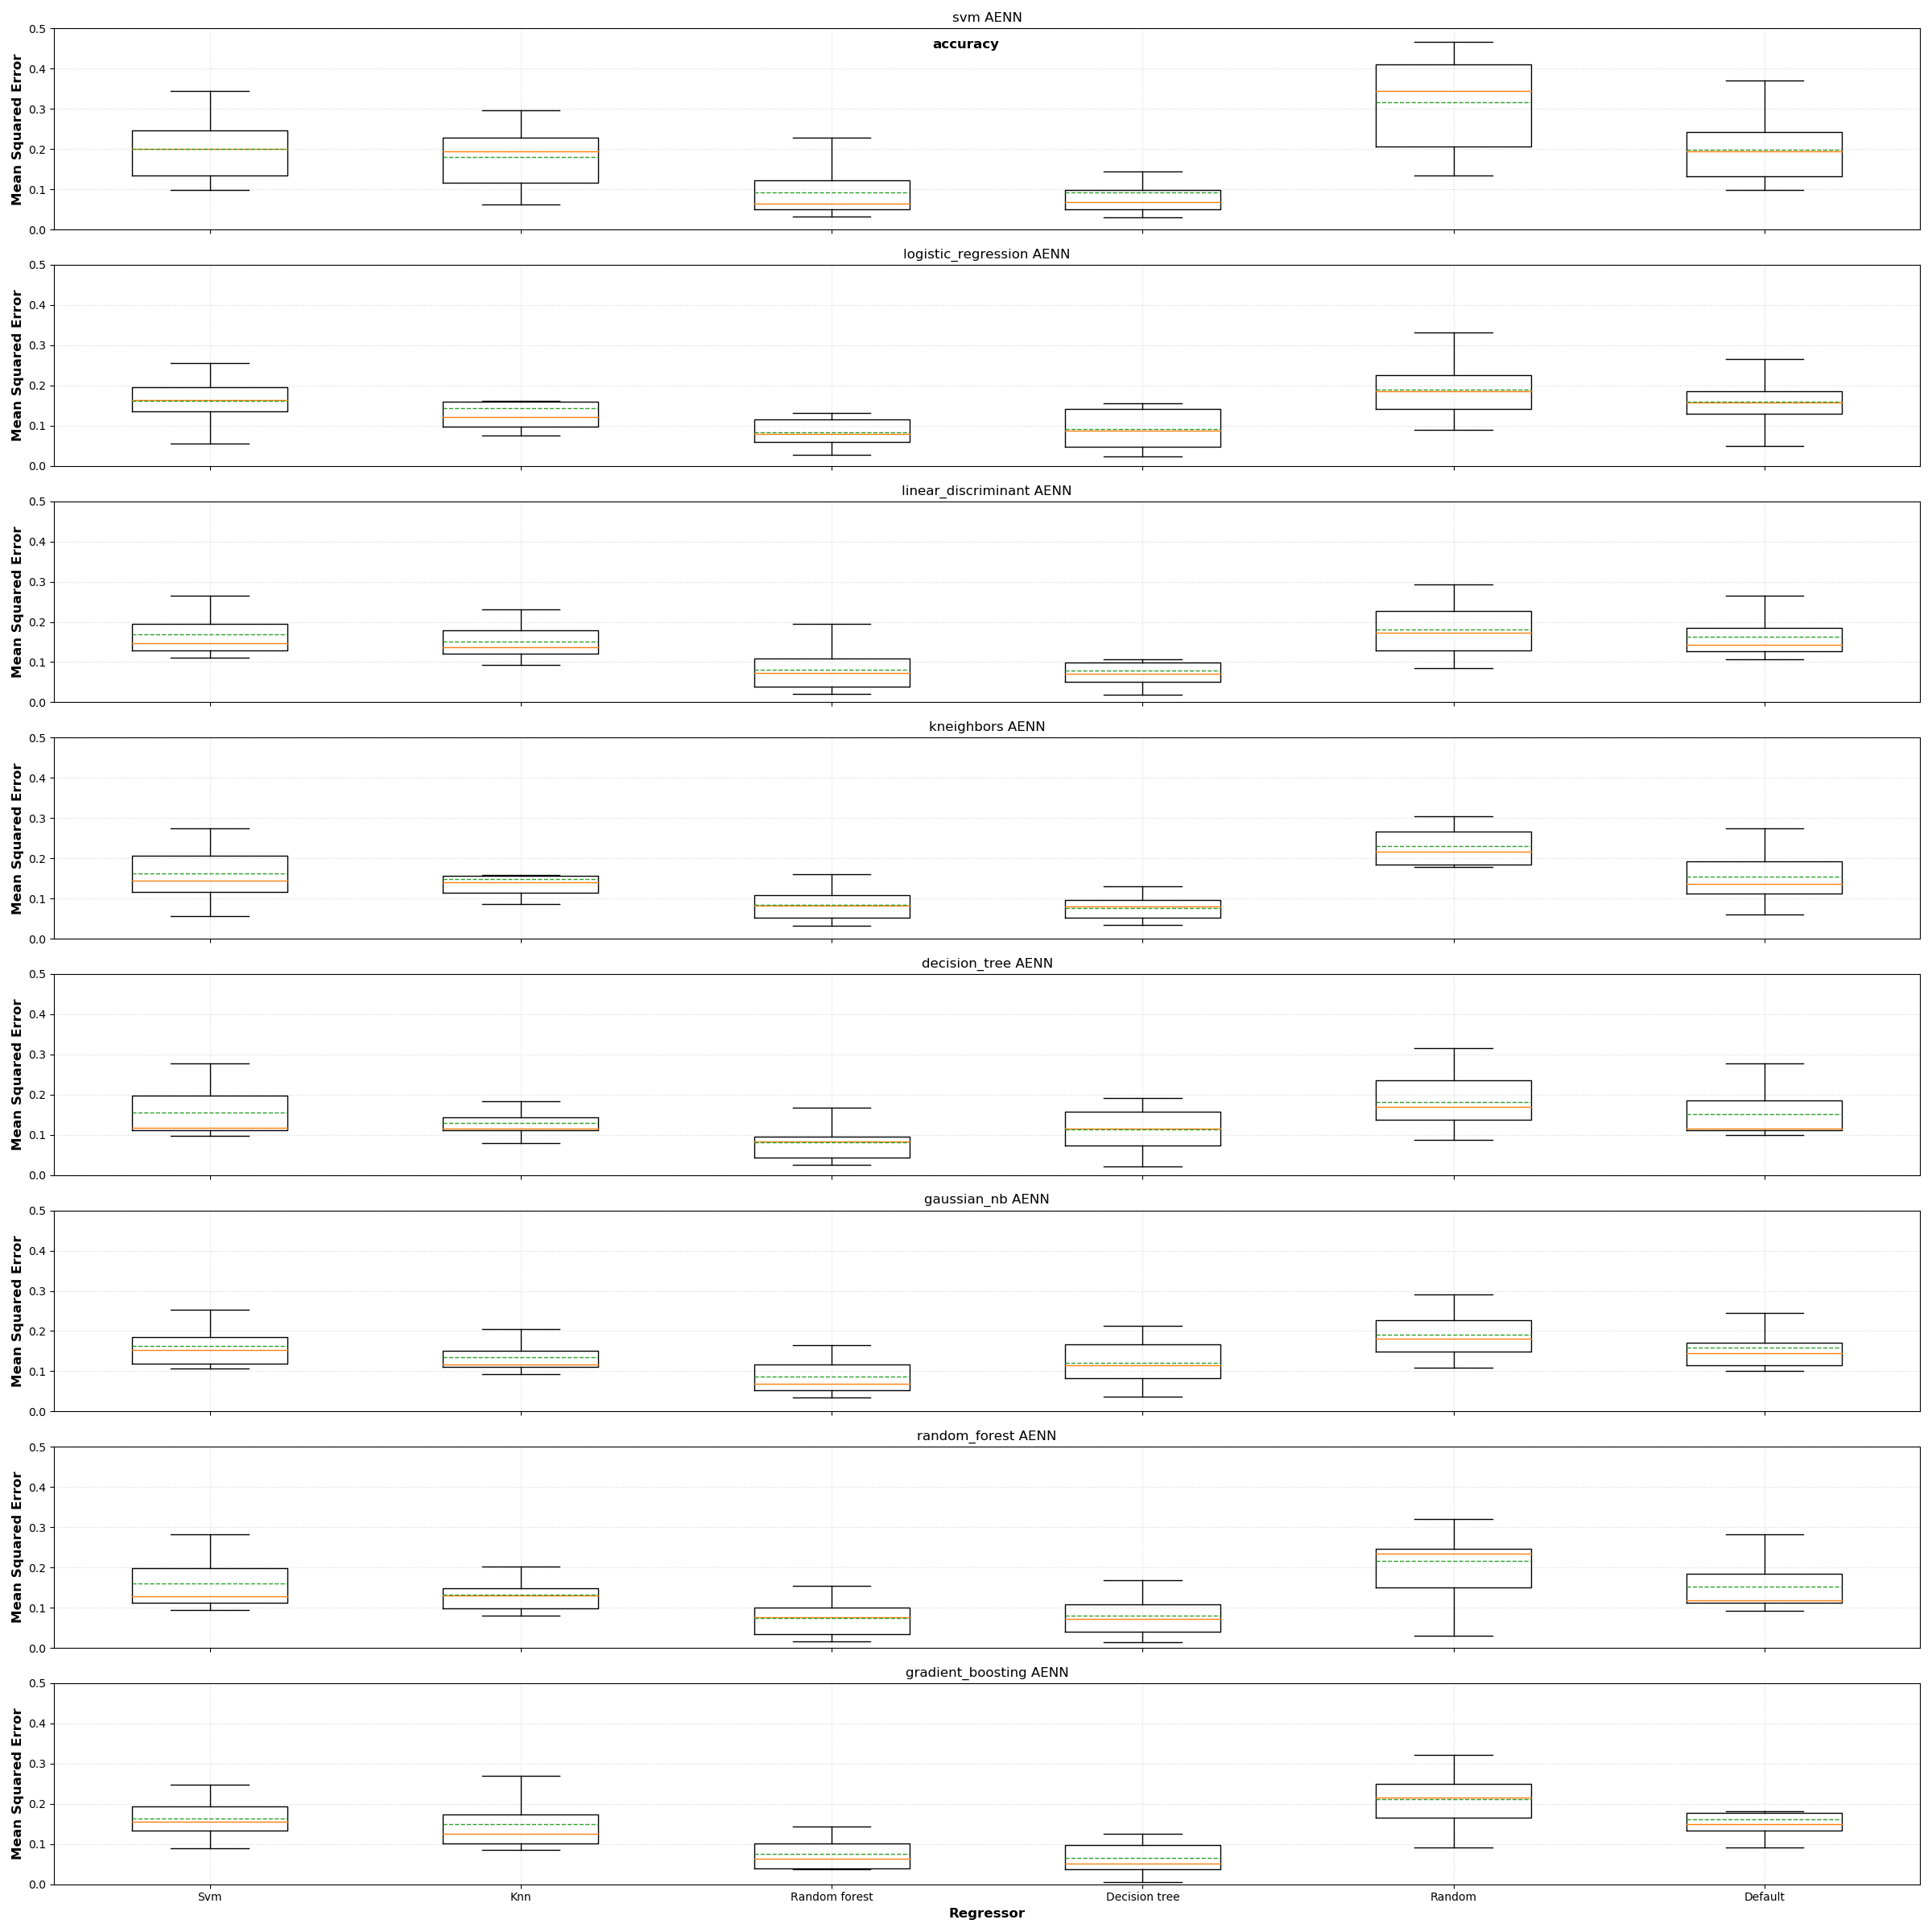 svm AENN
accuracy
Mean Squared Error
0.5
0.4
0.3
0.2
0.1
0.0
logistic_regression AENN
Mean Squared Error
0.5
0.4
0.3
0.2
0.1
0.0
linear_discriminant AENN
Mean Squared Error
0.5
0.4
0.3
0.2
0.1
0.0
kneighbors AENN
Mean Squared Error
0.5
0.4
0.3
0.2
0.1
0.0
decision_tree AENN
Mean Squared Error
0.5
0.4
0.3
0.2
0.1
0.0
gaussian_nb AENN
Mean Squared Error
0.5
0.4
0.3
0.2
0.1
0.0
random_forest AENN
Mean Squared Error
0.5
0.4
0.3
0.2
0.1
0.0
gradient_boosting AENN
Mean Squared Error
0.5
0.4
0.3
0.2
0.1
0.0
Svm Knn Random forest Decision tree Random Default
Regressor